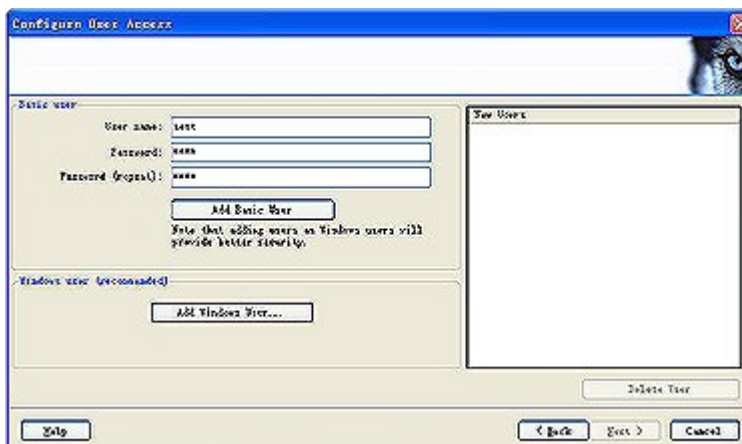 Configure User Access
Basic user
User name: test
Password: ****
Password (repeat): ****
Add Basic User
Note that adding users as Windows users will
provide better security.
Windows user (recommended)
Add Windows User...
New Users
Delete User
Help
< Back
Next >
Cancel